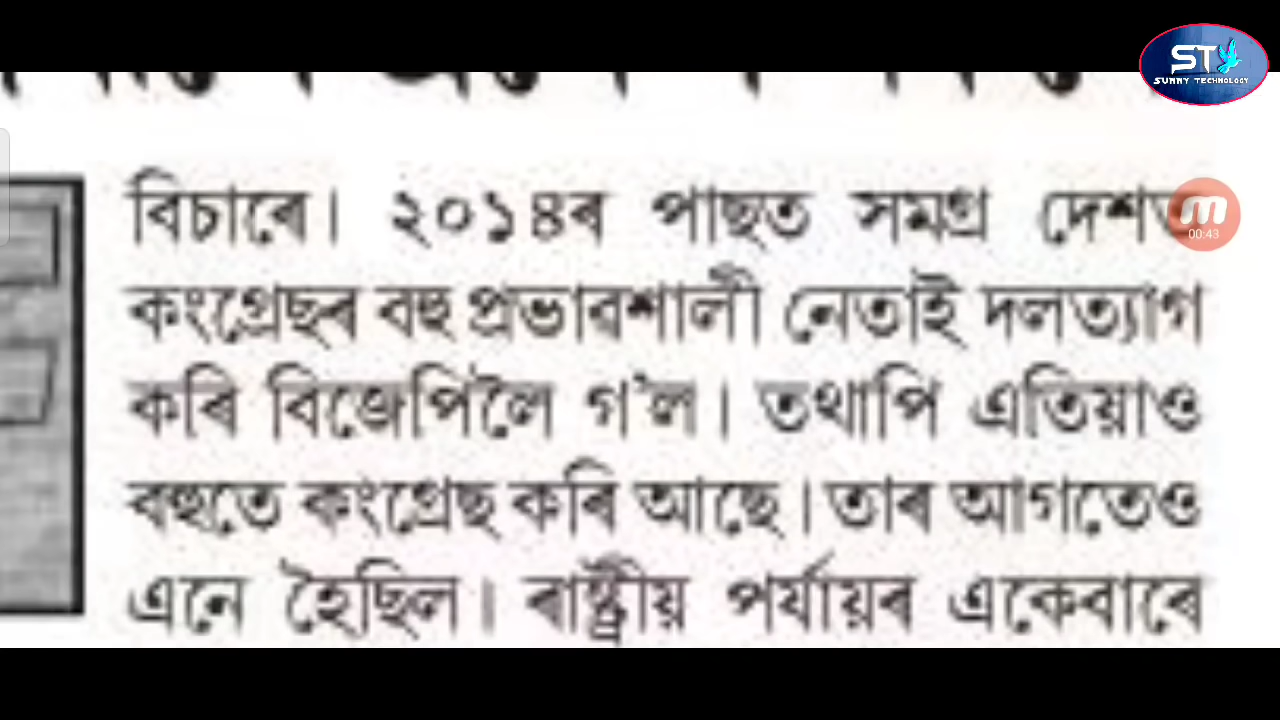 ST
SUNNY TECHNOLOGY
বিচাৰে। ২০১৪ৰ পাছত সমগ্ৰ দেশত
00:43
কংগ্ৰেছৰ বহু প্ৰভাৱশালী নেতাই দলত্যাগ
কৰি বিজেপিলৈ গ'ল। তথাপি এতিয়াও
বহুতে কংগ্ৰেছ কৰি আছে। তাৰ আগতেও
এনে হৈছিল। ৰাষ্ট্ৰীয় পৰ্যায়ৰ একেবাৰে